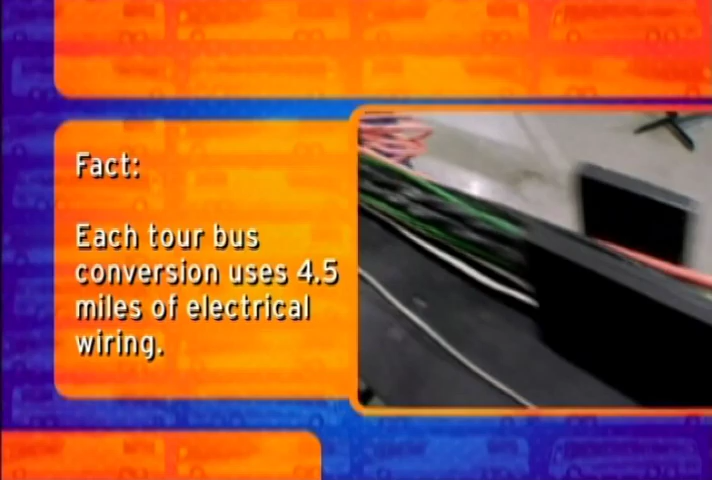 Fact:
Each tour bus
conversion uses 4.5
miles of electrical
wiring.